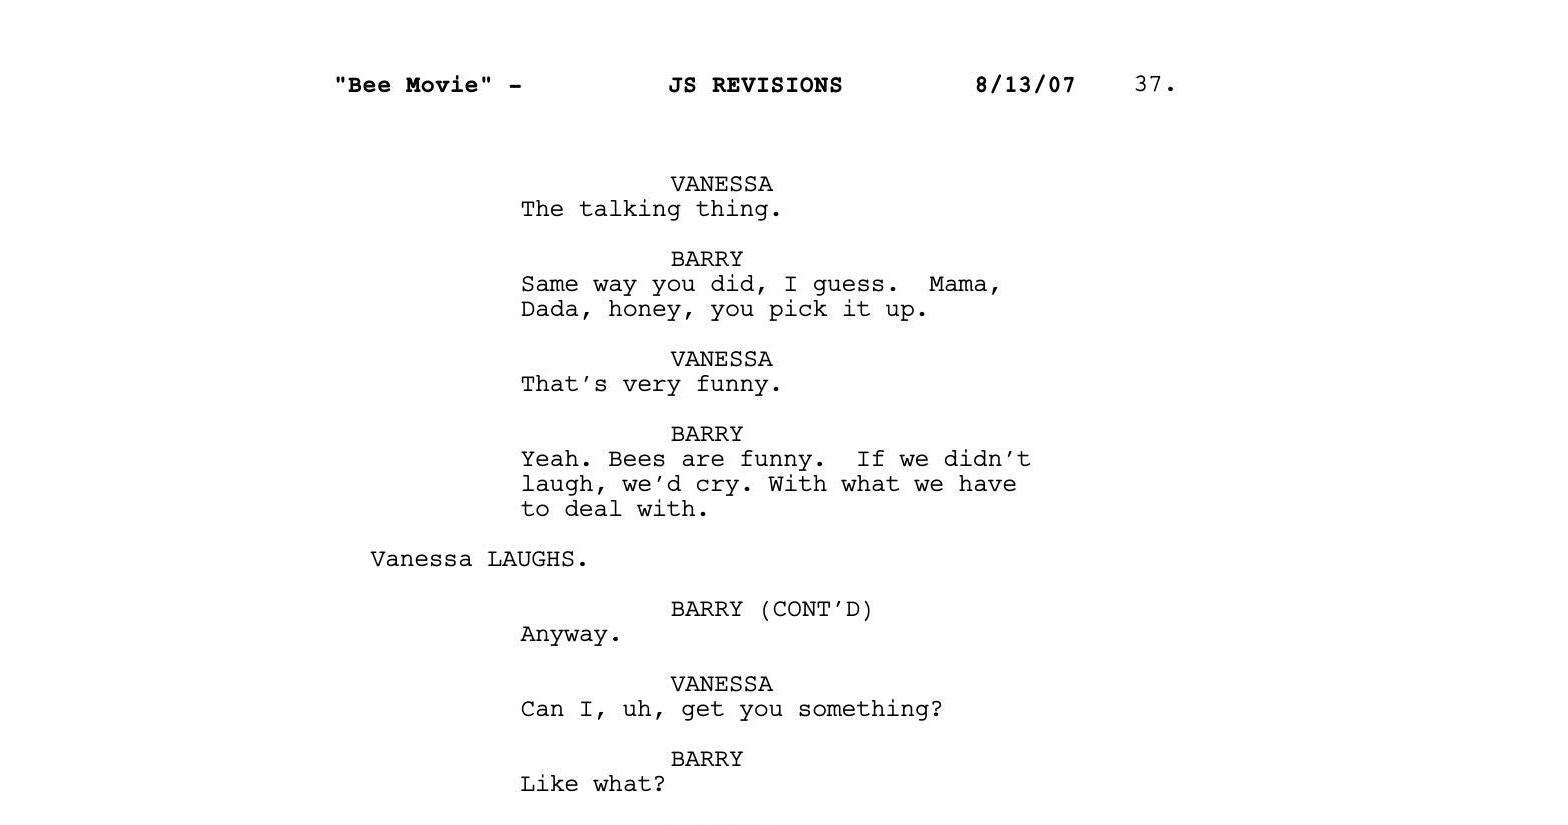 "Bee Movie" - JS REVISIONS 8/13/07 37.
VANESSA
The talking thing.
BARRY
Same way you did, I guess.  Mama,
Dada, honey, you pick it up.
VANESSA
That's very funny.
BARRY
Yeah. Bees are funny.  If we didn't
laugh, we'd cry. With what we have
to deal with.
Vanessa LAUGHS.
BARRY (CONT'D)
Anyway.
VANESSA
Can I, uh, get you something?
BARRY
Like what?